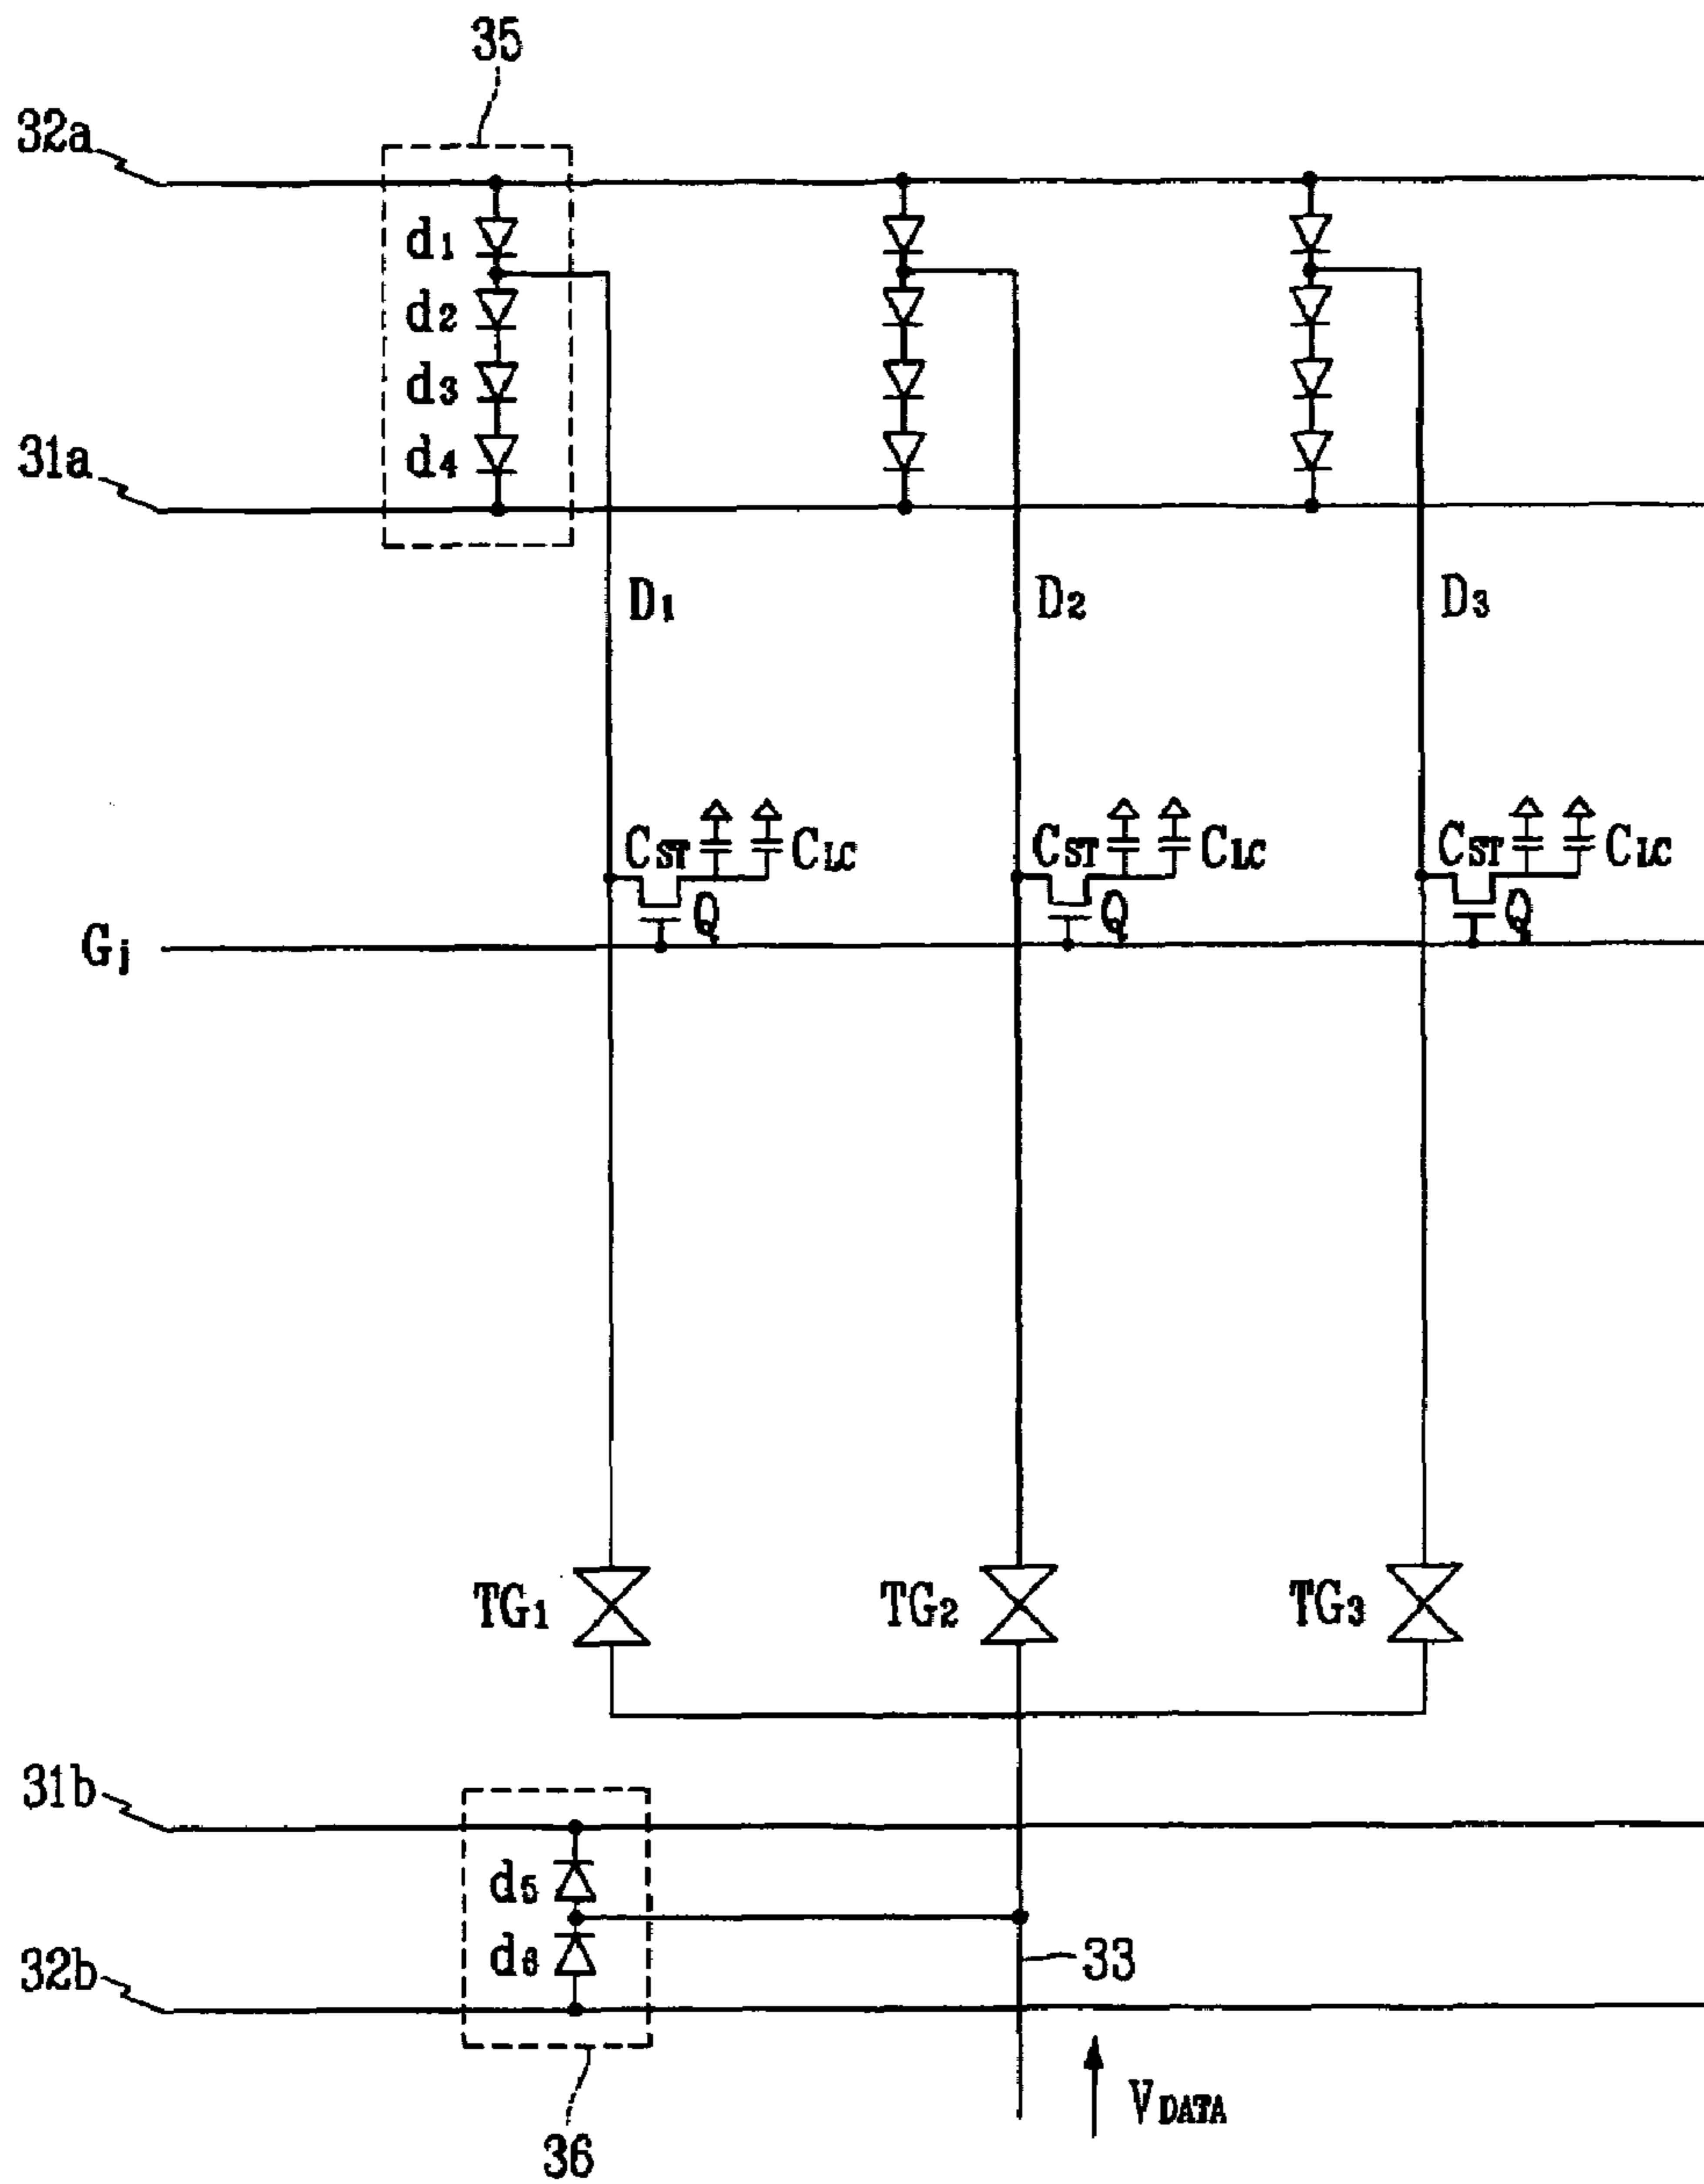 35
32a
d1
d2
d3
d4
31a
D1 D2 D3
CST CLC CST CLC CST CLC
Q Q Q
Gj
TG1 TG2 TG3
31b
d5
d6
33
32b
VDATA
36